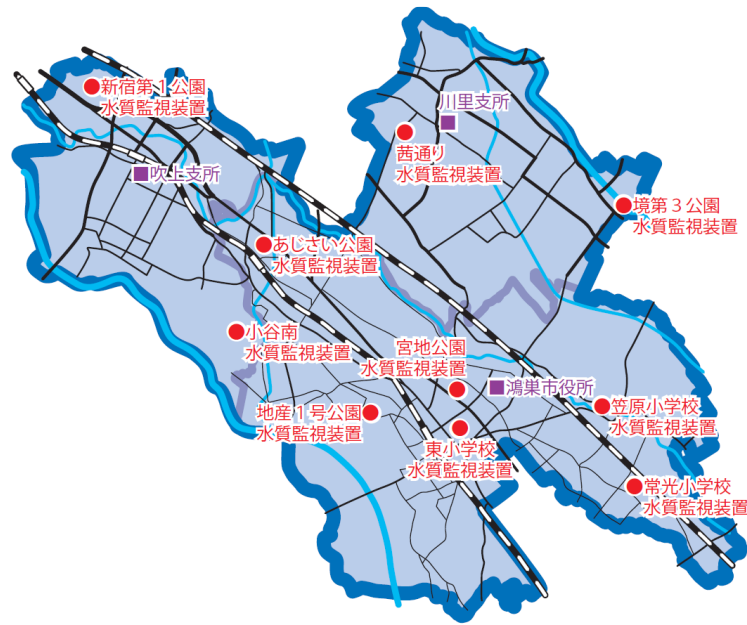 新宿第1公園
水質監視装置
川里支所
茜通り
水質監視装置
吹上支所
境第3公園
水質監視装置
あじさい公園
水質監視装置
小谷南
水質監視装置
宮地公園
水質監視装置
鴻巣市役所
地産1号公園
水質監視装置
笠原小学校
水質監視装置
東小学校
水質監視装置
常光小学校
水質監視装置